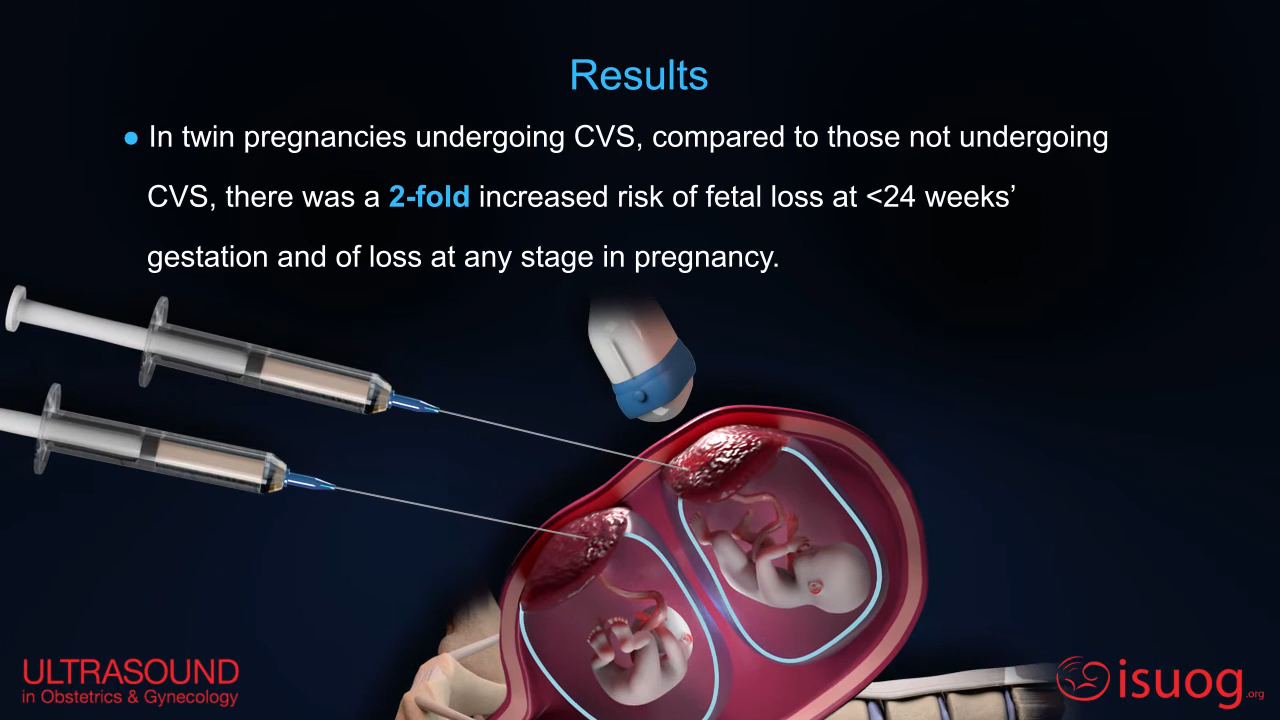 Results
● In twin pregnancies undergoing CVS, compared to those not undergoing
CVS, there was a 2-fold increased risk of fetal loss at <24 weeks’
gestation and of loss at any stage in pregnancy.
ULTRASOUND
in Obstetrics & Gynecology
isuog.org